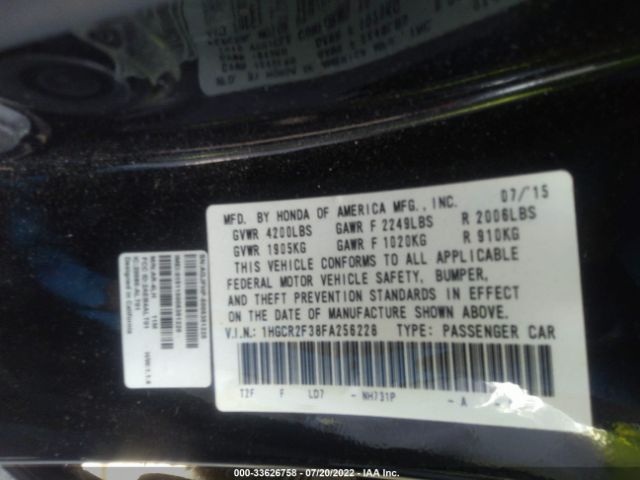 MFD. BY HONDA OF AMERICA MFG., INC. 07/'15
GVWR 4200LBS GAWR F 2249LBS R 2006LBS
GVWR 1905KG GAWR F 1020KG R 910KG
THIS VEHICLE CONFORMS TO ALL APPLICABLE
FEDERAL MOTOR VEHICLE SAFETY, BUMPER,
AND THEFT PREVENTION STANDARDS IN EFFECT
ON THE DATE OF MANUFACTURE SHOWN ABOVE.
V.I.N.: 1HGCR2F38FA256228 TYPE: PASSENGER CAR
T2F F LD7 - NH731P - A
Designed in California
000-33626758 - 07/20/2022 - IAA Inc.